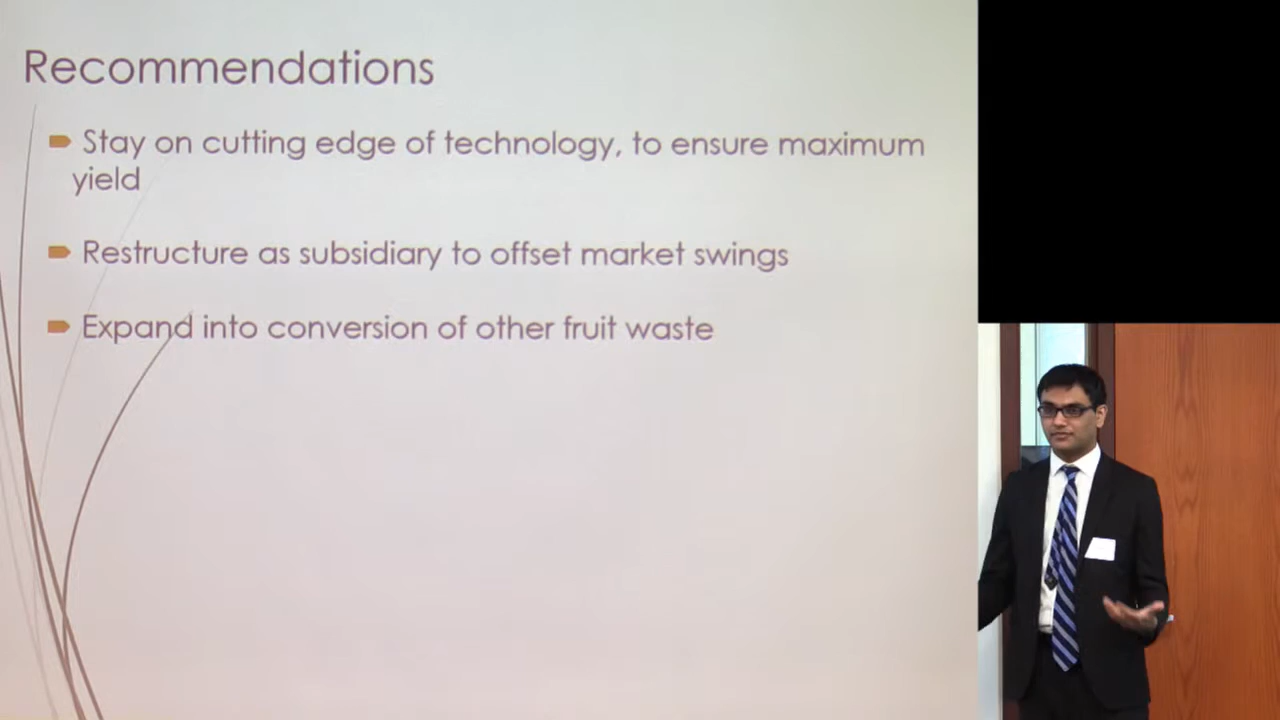 Recommendations
Stay on cutting edge of technology, to ensure maximum
yield
Restructure as subsidiary to offset market swings
Expand into conversion of other fruit waste